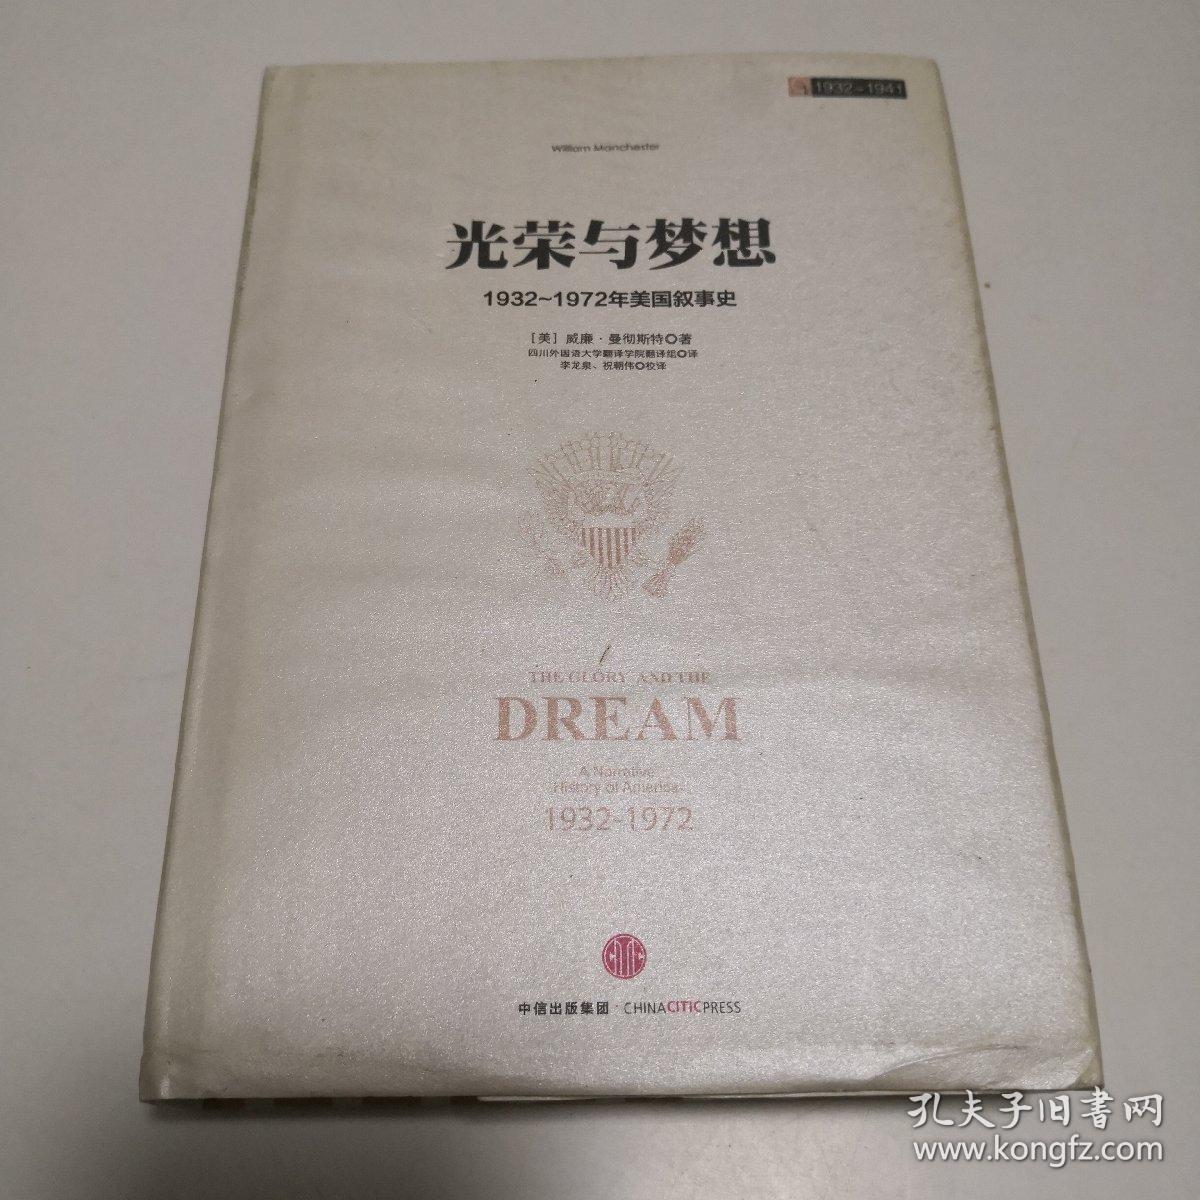 1932-1941
William Manchester
光荣与梦想
1932~1972年美国叙事史
［美］威廉·曼彻斯特◎著
四川外国语大学翻译学院翻译组◎译
李龙泉、祝朝伟◎校译
THE GLORY AND THE
DREAM
A Narrative
History of America
1932-1972
中信出版集团·CHINACITICPRESS
孔夫子旧书网
www.kongfz.com